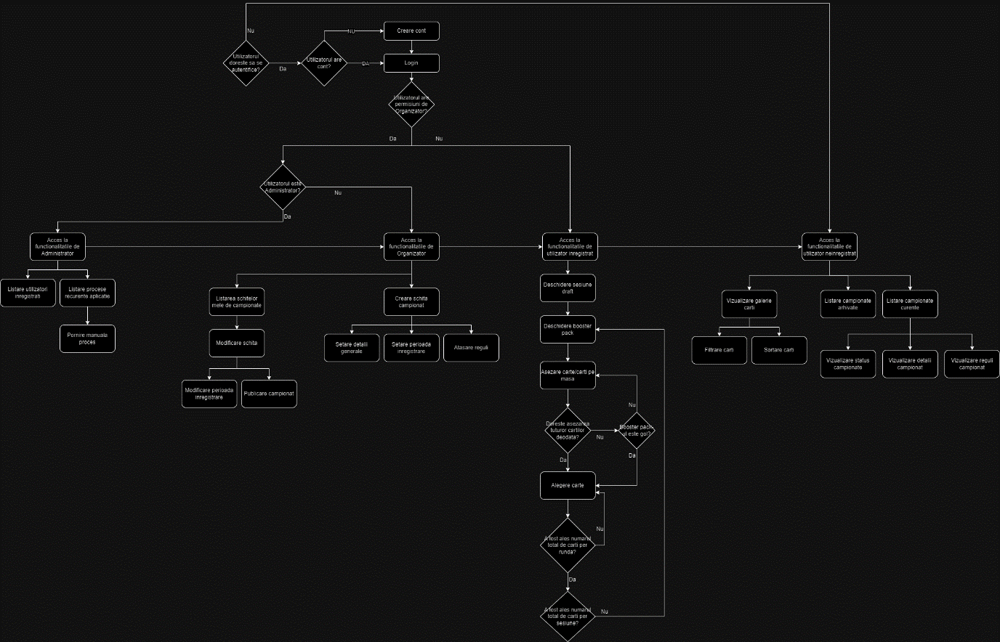 Nu
Creare cont
NU
Utilizatorul
doreste sa se
autentifice?
Da
Utilizatorul are
cont?
DA
Login
Utilizatorul are
permisiuni de
Organizator?
Da
Nu
Utilizatorul este
Administrator?
Nu
Da
Acces la
functionalitatile de
Administrator
Acces la
functionalitatile de
Organizator
Acces la
functionalitatile de
utilizator inregistrat
Acces la
functionalitatile de
utilizator neinregistrat
Listare utilizatori
inregistrati
Listare procese
recurente aplicatie
Pornire manuala
proces
Listarea schitelor
mele de campionate
Creare schita
campionat
Modificare schita
Setare detalii
generale
Setare perioada
inregistrare
Atasare reguli
Modificare perioada
inregistrare
Publicare campionat
Deschidere sesiune
draft
Deschidere booster
pack
Asezare carte/carti pe
masa
Nu
Doreste asezarea
tuturor cartilor
deodata?
Nu
Booster pack-
ul este gol?
Da
Da
Alegere carte
Nu
A fost ales numarul
total de carti per
runda?
Da
A fost ales numarul
total de carti per
sesiune?
Nu
Vizualizare galerie
carti
Listare campionate
arhivate
Listare campionate
curente
Filtrare carti
Sortare carti
Vizualizare status
campionate
Vizualizare detalii
campionat
Vizualizare reguli
campionat